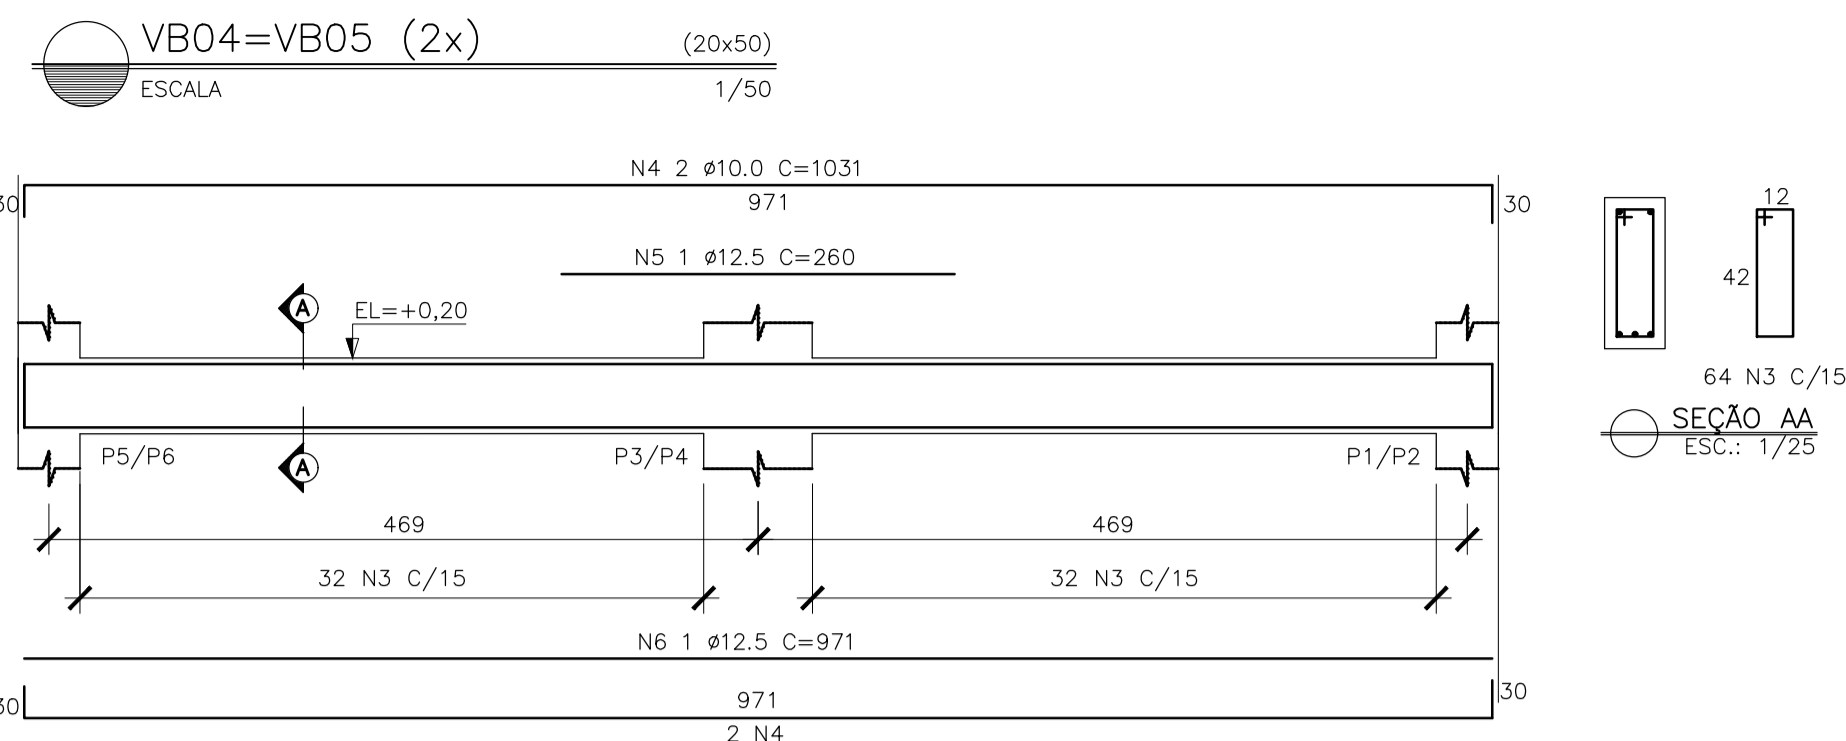 VB04=VB05 (2x) (20x50)
ESCALA 1/50
N4 2 ø10.0 C=1031
30 971 30
N5 1 ø12.5 C=260
A EL=+0,20
12
42
64 N3 C/15
SEÇÃO AA
ESC.: 1/25
P5/P6 A P3/P4 P1/P2
469 469
32 N3 C/15 32 N3 C/15
N6 1 ø12.5 C=971
30 971 30
2 N4